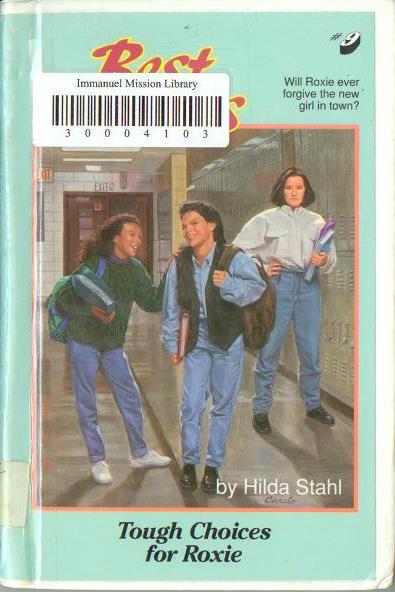 Best
#9
Immanuel Mission Library
30004103
Will Roxie ever
forgive the new
girl in town?
EXIT
by Hilda Stahl
Tough Choices
for Roxie